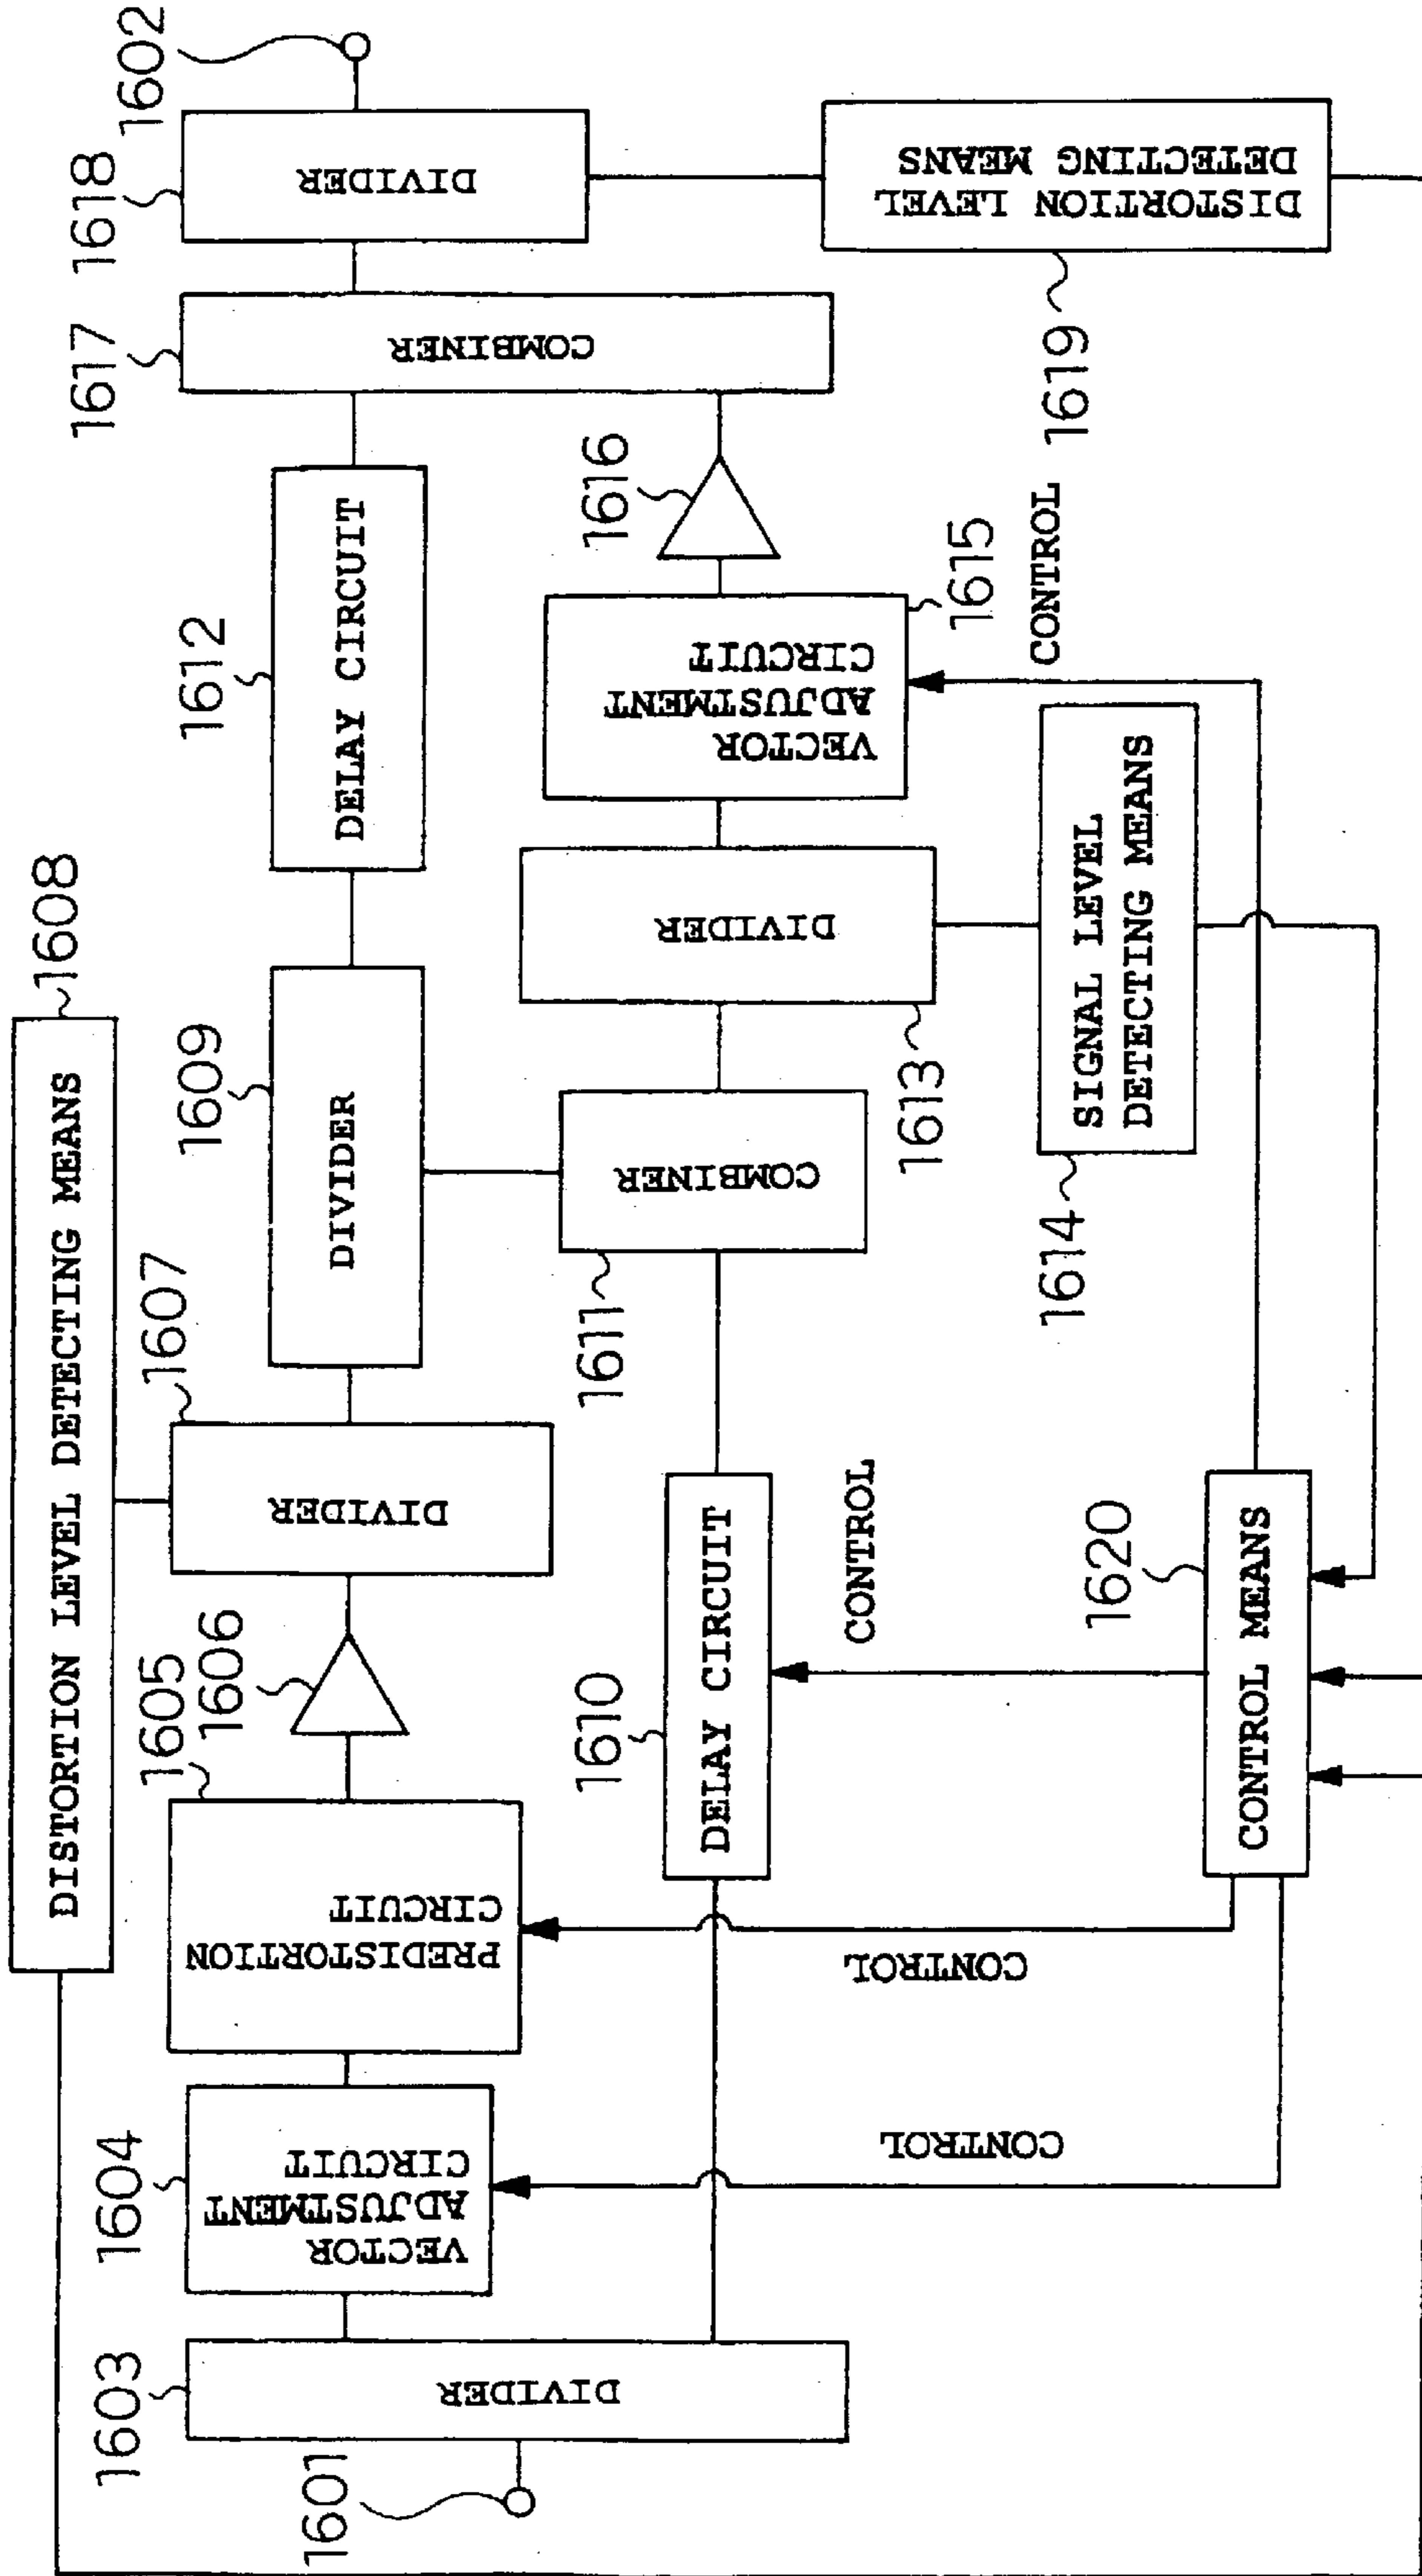 1608
DISTORTION LEVEL DETECTING MEANS
1601
1603
DIVIDER
1604
VECTOR
ADJUSTMENT
CIRCUIT
1605
PREDISTORTION
CIRCUIT
1606
1607
DIVIDER
1609
DIVIDER
1612
DELAY CIRCUIT
1617
COMBINER
1618
DIVIDER
1602
1610
DELAY CIRCUIT
1611
COMBINER
1613
DIVIDER
VECTOR
ADJUSTMENT
CIRCUIT
1615
1616
CONTROL
CONTROL
CONTROL
CONTROL
1614
SIGNAL LEVEL
DETECTING MEANS
1619
DISTORTION LEVEL
DETECTING MEANS
1620
CONTROL MEANS